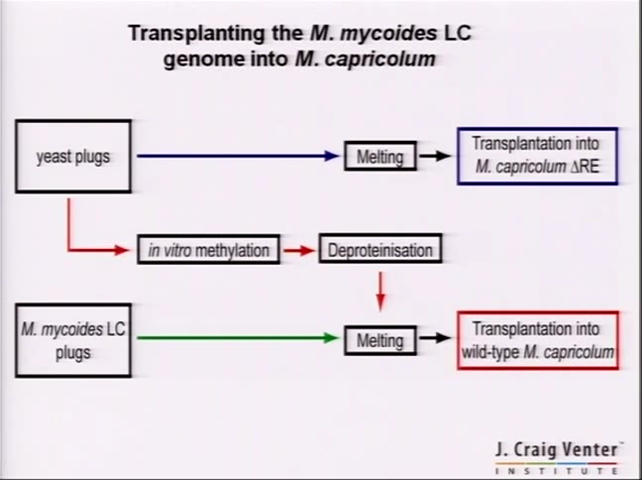 Transplanting the M. mycoides LC
genome into M. capricolum
yeast plugs
Melting
Transplantation into
M. capricolum ΔRE
in vitro methylation
Deproteinisation
M. mycoides LC
plugs
Melting
Transplantation into
wild-type M. capricolum
J. Craig Venter™
INSTITUTE